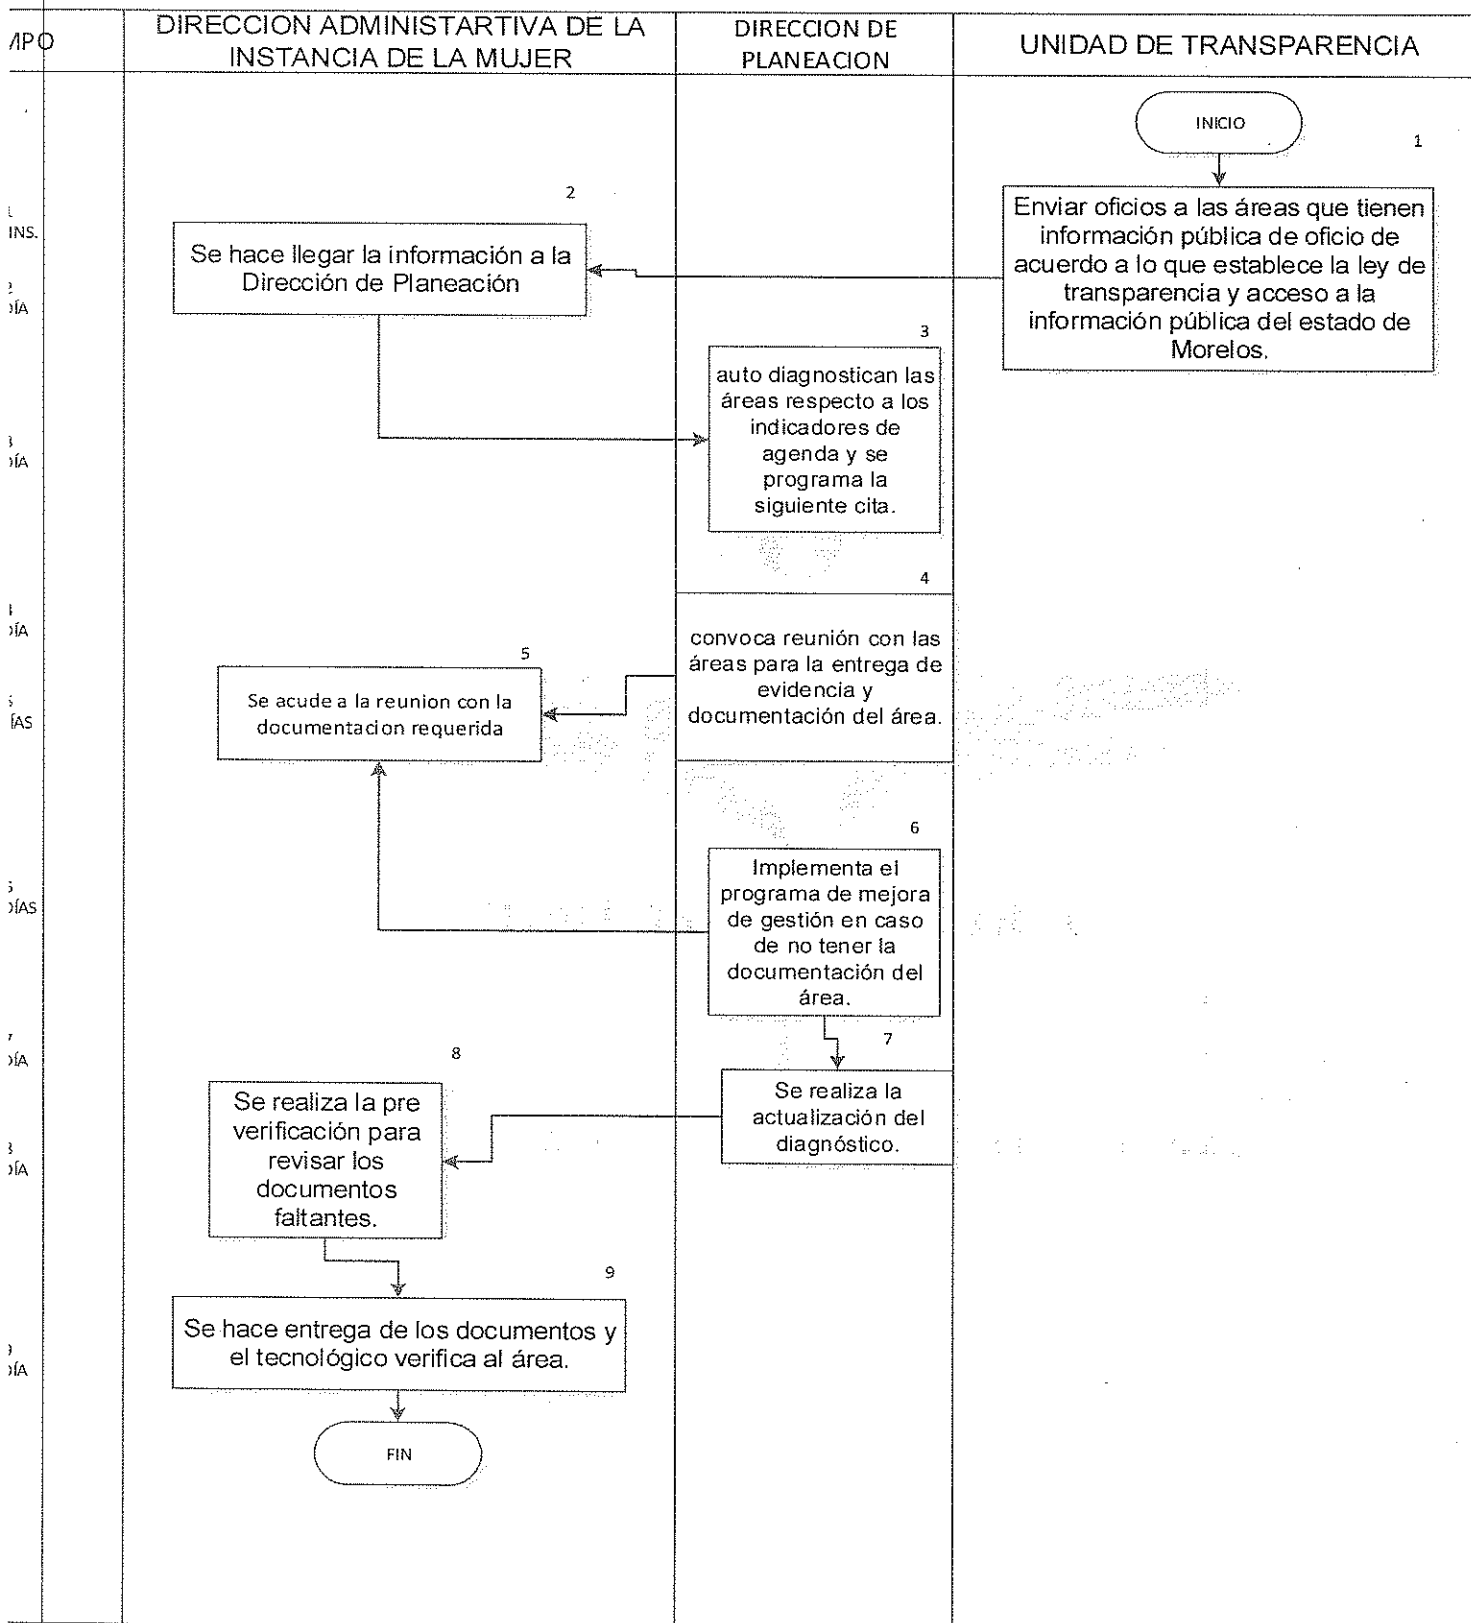 DIRECCION ADMINISTARTIVA DE LA
INSTANCIA DE LA MUJER
DIRECCION DE
PLANEACION
UNIDAD DE TRANSPARENCIA
INICIO
1
Enviar oficios a las áreas que tienen
información pública de oficio de
acuerdo a lo que establece la ley de
transparencia y acceso a la
información pública del estado de
Morelos.
2
Se hace llegar la información a la
Dirección de Planeación
3
auto diagnostican las
áreas respecto a los
indicadores de
agenda y se
programa la
siguiente cita.
4
convoca reunión con las
áreas para la entrega de
evidencia y
documentación del área.
5
Se acude a la reunion con la
documentacion requerida
6
Implementa el
programa de mejora
de gestión en caso
de no tener la
documentación del
área.
7
Se realiza la
actualización del
diagnóstico.
8
Se realiza la pre
verificación para
revisar los
documentos
faltantes.
9
Se hace entrega de los documentos y
el tecnológico verifica al área.
FIN